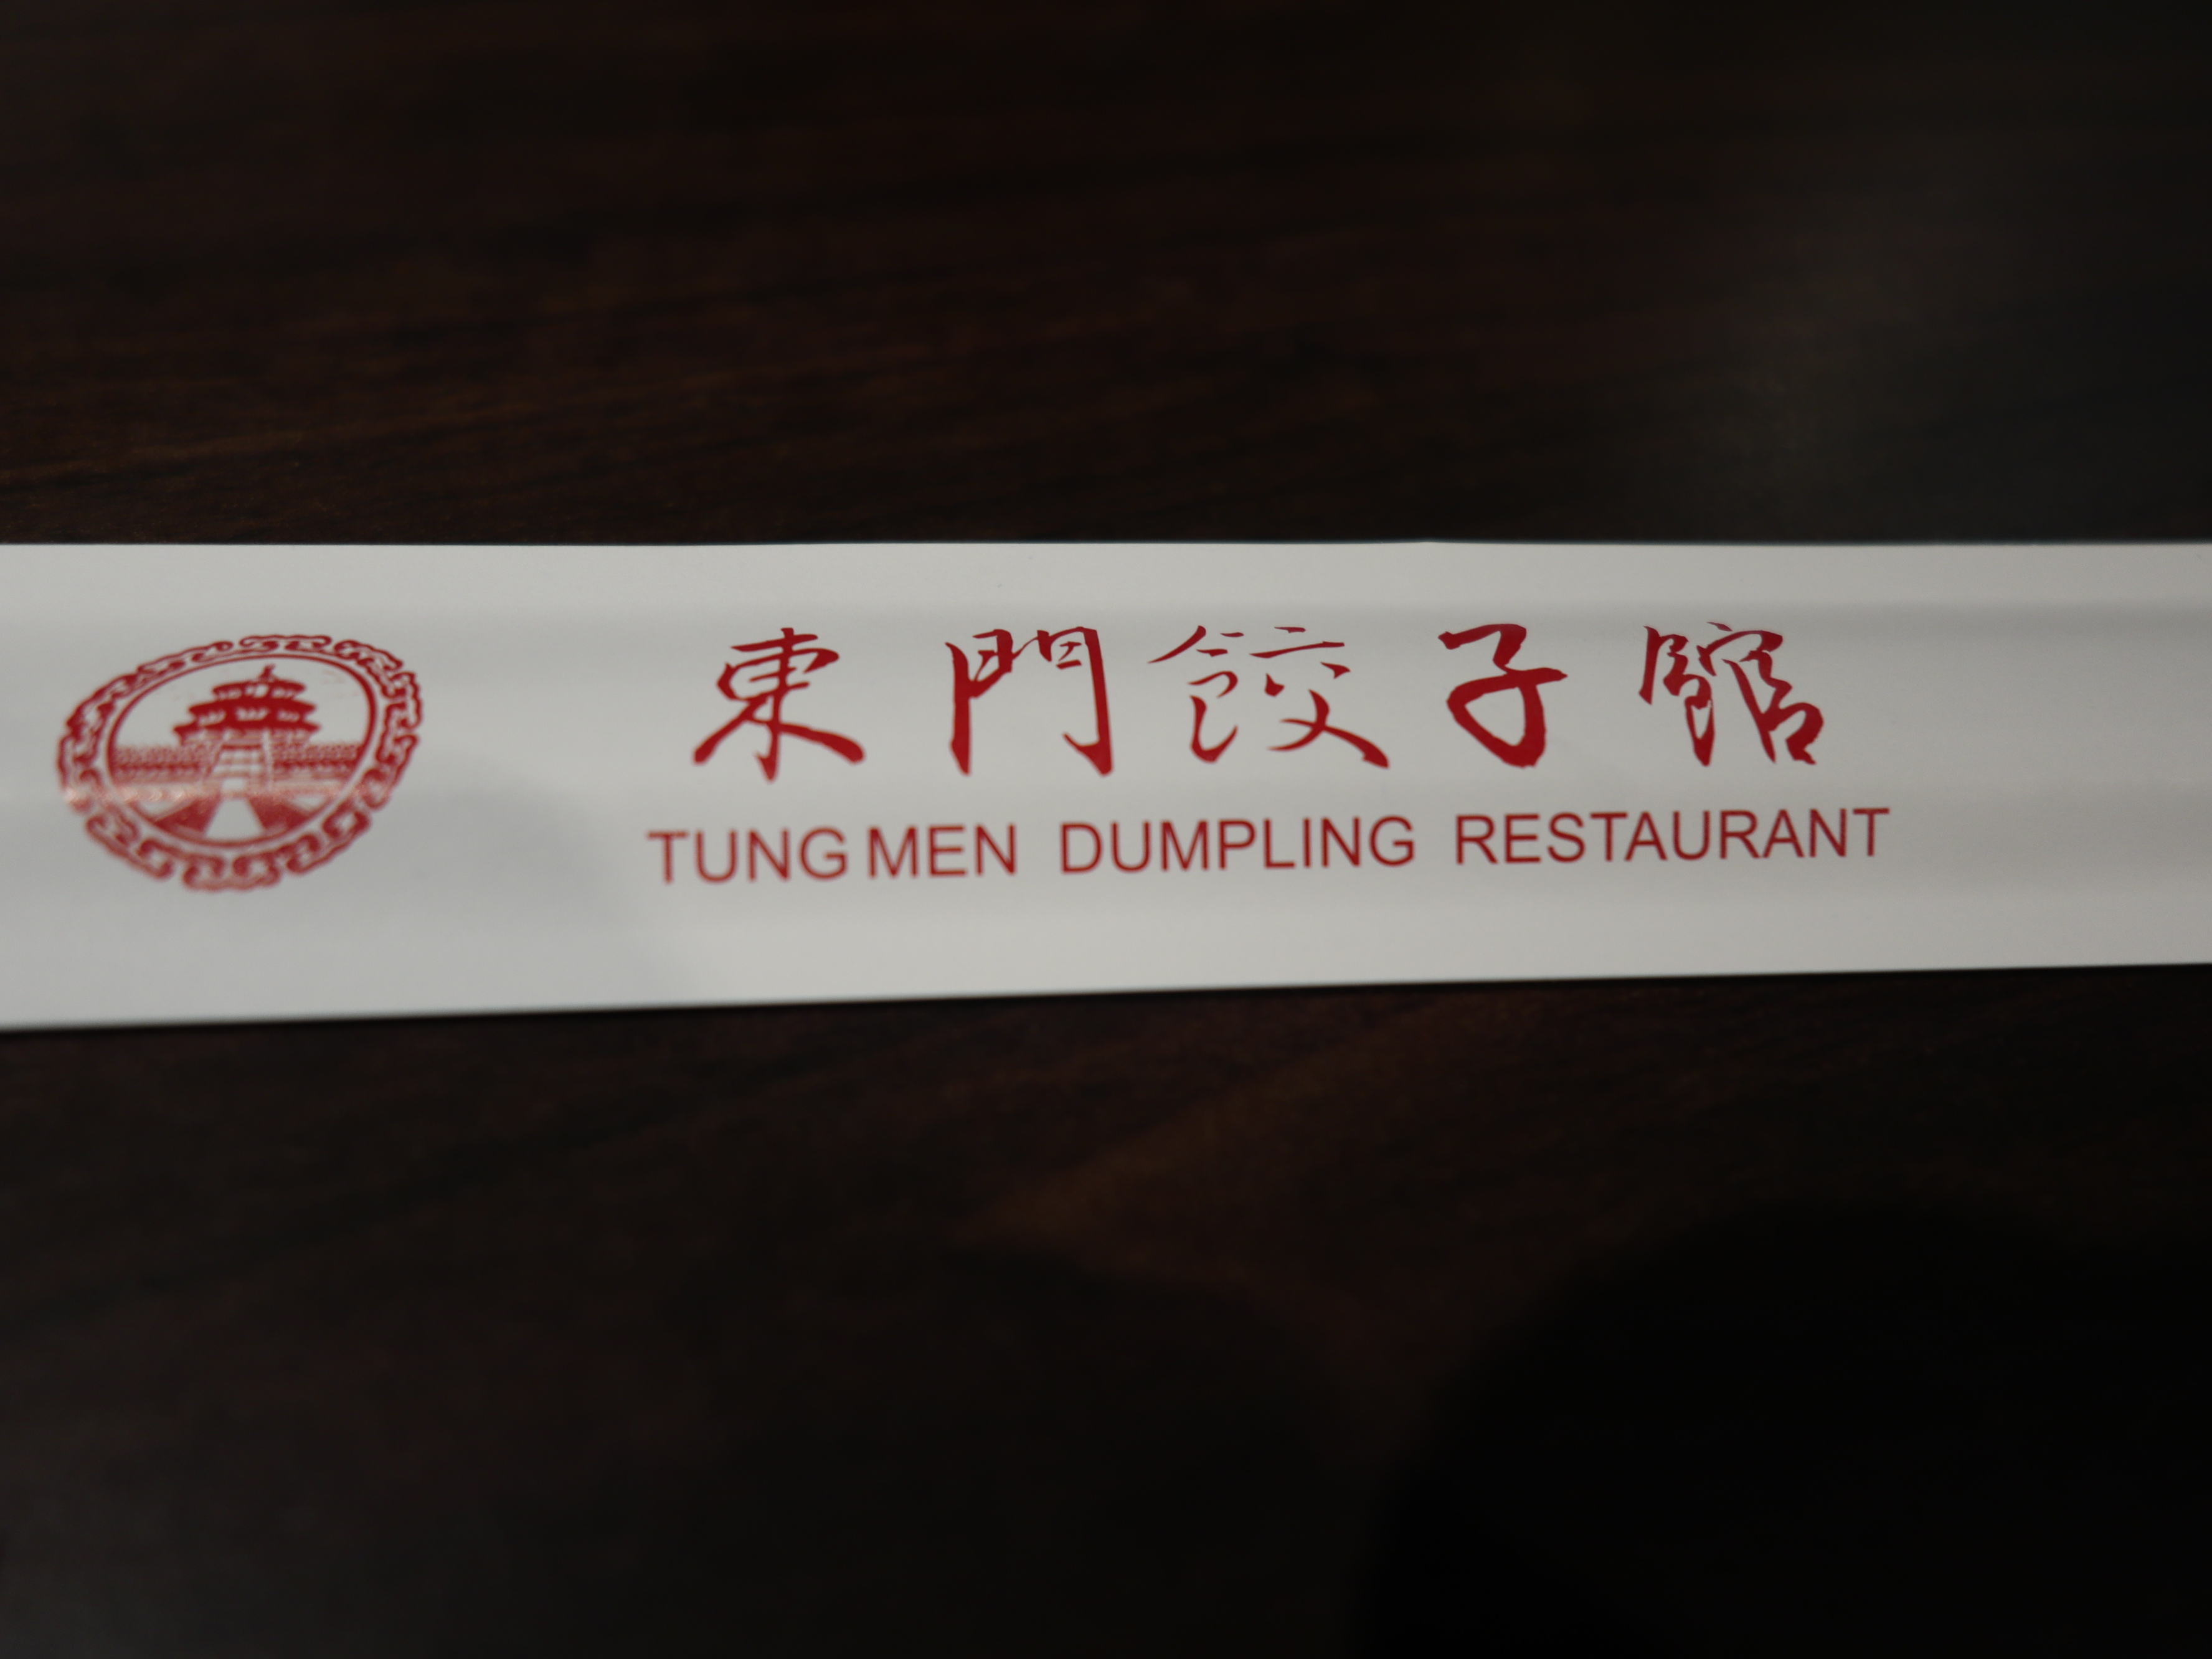 東門餃子館
TUNG MEN DUMPLING RESTAURANT